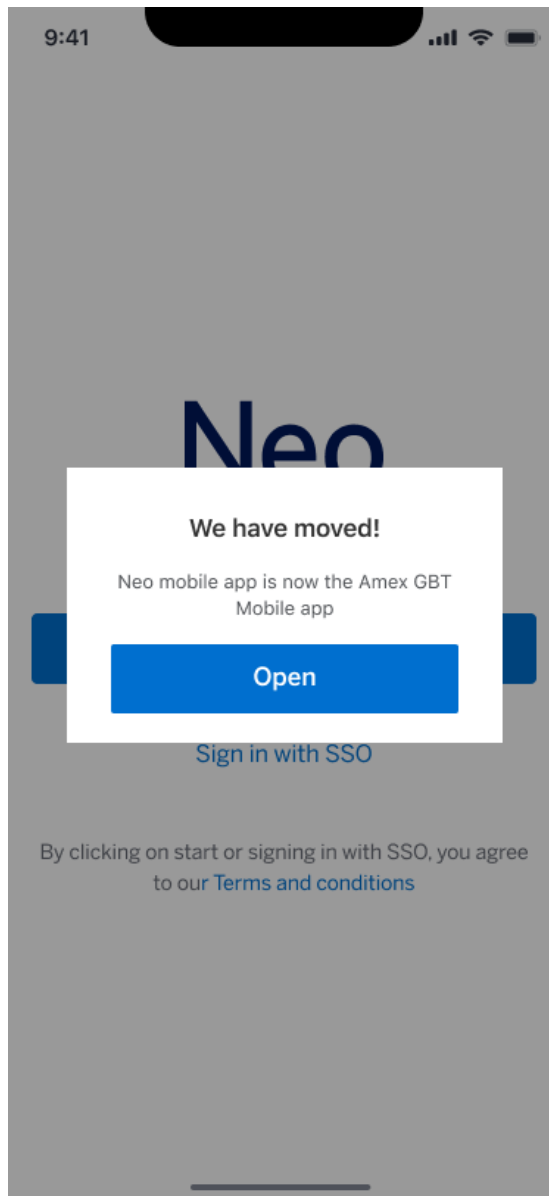 9:41
Neo
We have moved!
Neo mobile app is now the Amex GBT
Mobile app
Open
Sign in with SSO
By clicking on start or signing in with SSO, you agree
to our Terms and conditions